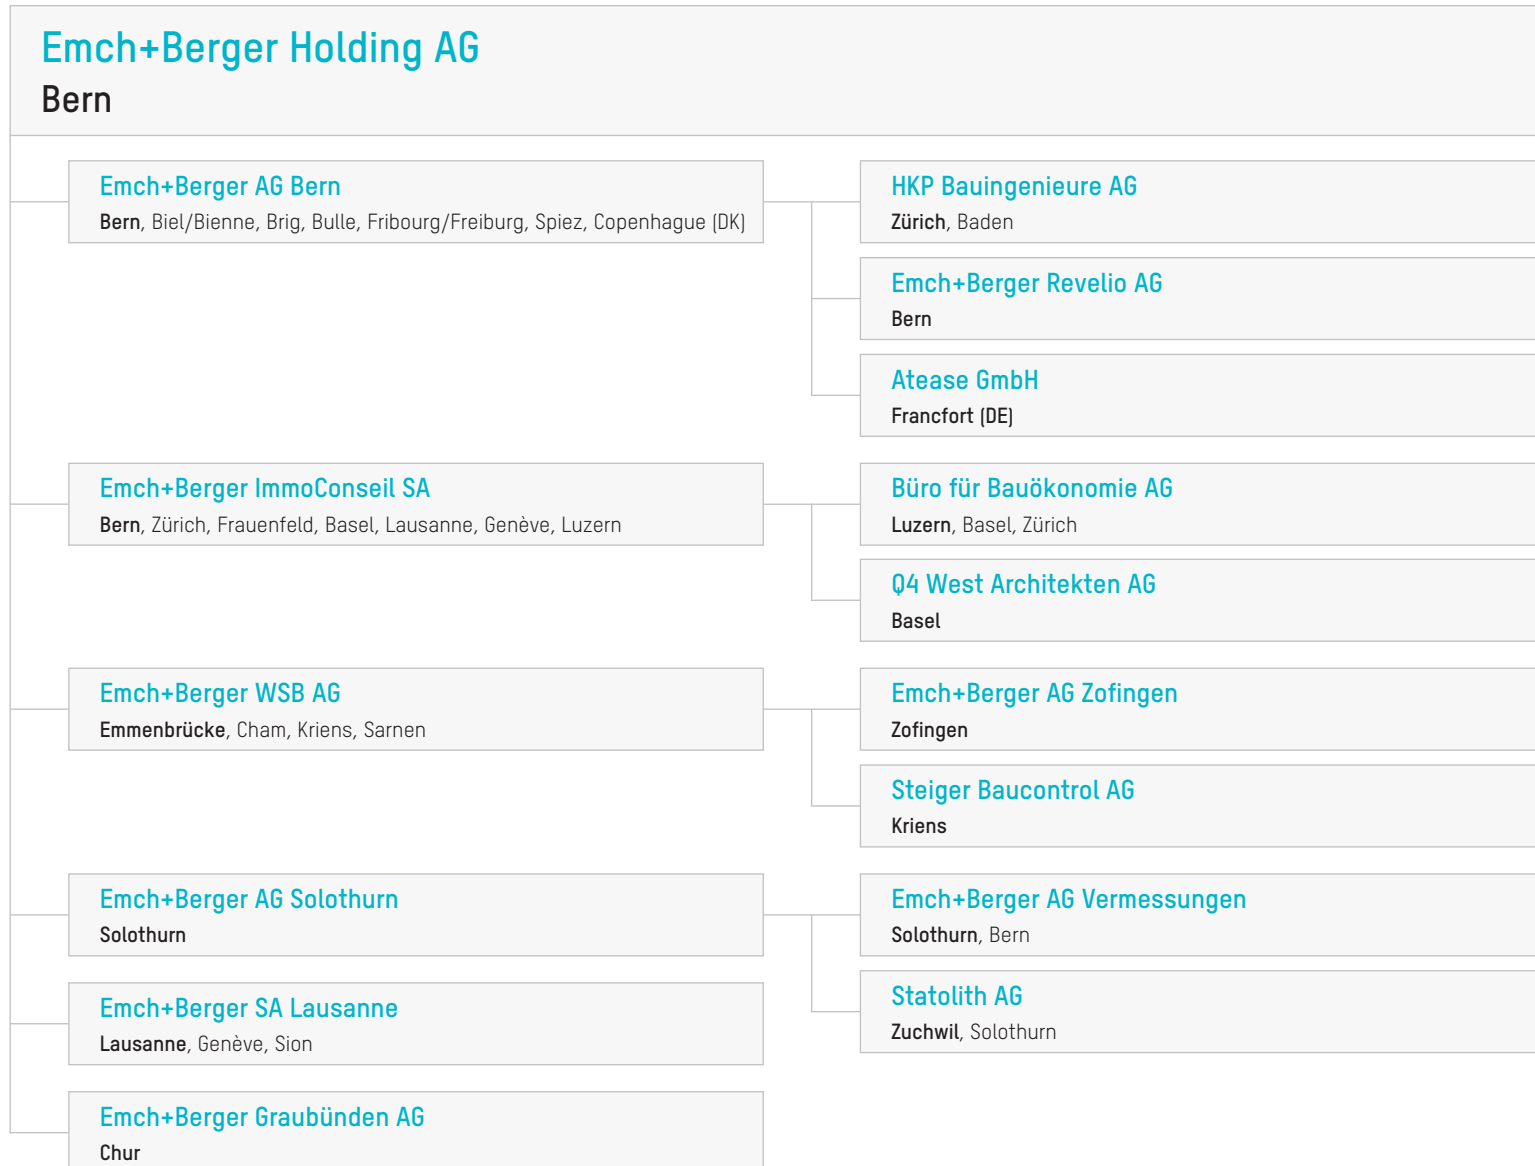 Emch+Berger Holding AG
Bern
Emch+Berger AG Bern
Bern, Biel/Bienne, Brig, Bulle, Fribourg/Freiburg, Spiez, Copenhague (DK)
HKP Bauingenieure AG
Zürich, Baden
Emch+Berger Revelio AG
Bern
Atease GmbH
Francfort (DE)
Emch+Berger ImmoConseil SA
Bern, Zürich, Frauenfeld, Basel, Lausanne, Genève, Luzern
Büro für Bauökonomie AG
Luzern, Basel, Zürich
Q4 West Architekten AG
Basel
Emch+Berger WSB AG
Emmenbrücke, Cham, Kriens, Sarnen
Emch+Berger AG Zofingen
Zofingen
Steiger Baucontrol AG
Kriens
Emch+Berger AG Solothurn
Solothurn
Emch+Berger AG Vermessungen
Solothurn, Bern
Statolith AG
Zuchwil, Solothurn
Emch+Berger SA Lausanne
Lausanne, Genève, Sion
Emch+Berger Graubünden AG
Chur